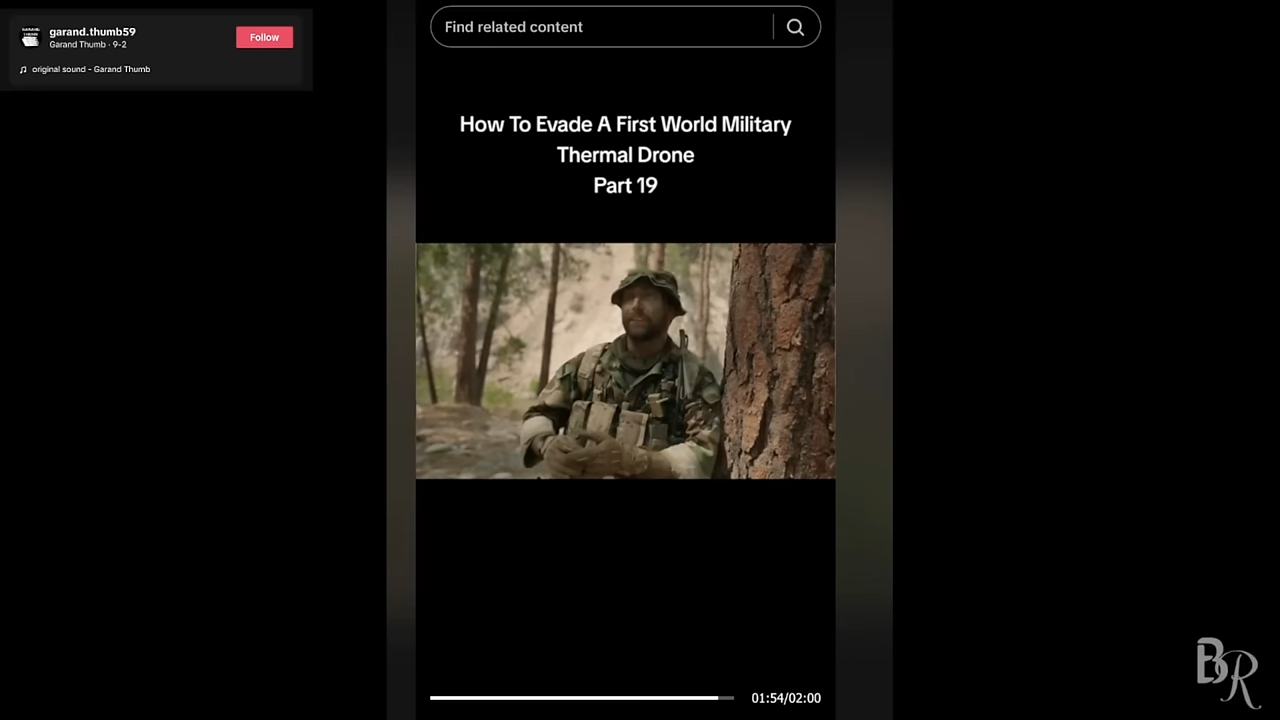 garand.thumb59
Garand Thumb · 9-2
Follow
original sound - Garand Thumb
Find related content
How To Evade A First World Military
Thermal Drone
Part 19
01:54/02:00
BR